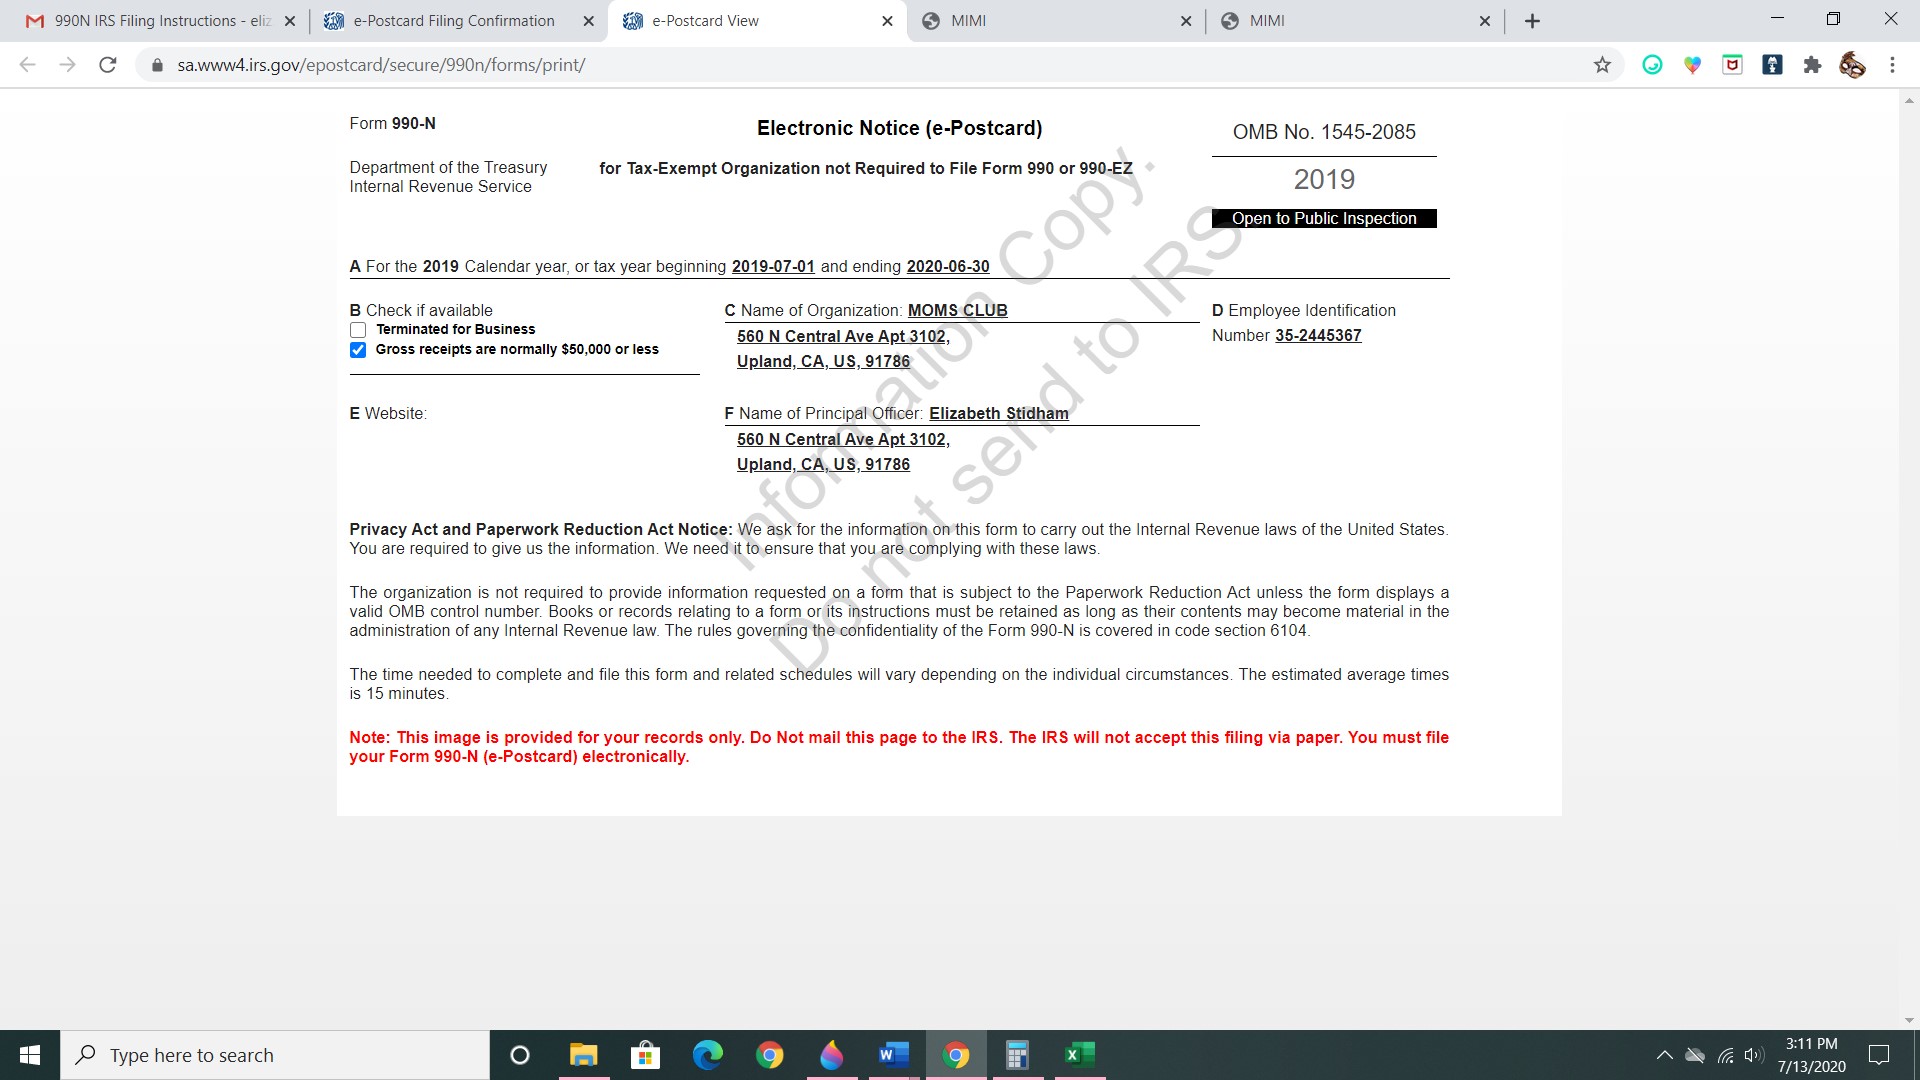 990N IRS Filing Instructions - eliz
e-Postcard Filing Confirmation
e-Postcard View
MIMI
MIMI
sa.www4.irs.gov/epostcard/secure/990n/forms/print/
Form 990-N
Electronic Notice (e-Postcard)
OMB No. 1545-2085
Department of the Treasury
Internal Revenue Service
for Tax-Exempt Organization not Required to File Form 990 or 990-EZ
2019
Open to Public Inspection
A For the 2019 Calendar year, or tax year beginning 2019-07-01 and ending 2020-06-30
B Check if available
Terminated for Business
Gross receipts are normally $50,000 or less
C Name of Organization: MOMS CLUB
560 N Central Ave Apt 3102,
Upland, CA, US, 91786
D Employee Identification
Number 35-2445367
E Website:
F Name of Principal Officer: Elizabeth Stidham
560 N Central Ave Apt 3102,
Upland, CA, US, 91786
Information Copy.
Do not send to IRS.
Privacy Act and Paperwork Reduction Act Notice: We ask for the information on this form to carry out the Internal Revenue laws of the United States.
You are required to give us the information. We need it to ensure that you are complying with these laws.
The organization is not required to provide information requested on a form that is subject to the Paperwork Reduction Act unless the form displays a
valid OMB control number. Books or records relating to a form or its instructions must be retained as long as their contents may become material in the
administration of any Internal Revenue law. The rules governing the confidentiality of the Form 990-N is covered in code section 6104.
The time needed to complete and file this form and related schedules will vary depending on the individual circumstances. The estimated average times
is 15 minutes.
Note: This image is provided for your records only. Do Not mail this page to the IRS. The IRS will not accept this filing via paper. You must file
your Form 990-N (e-Postcard) electronically.
Type here to search
3:11 PM
7/13/2020